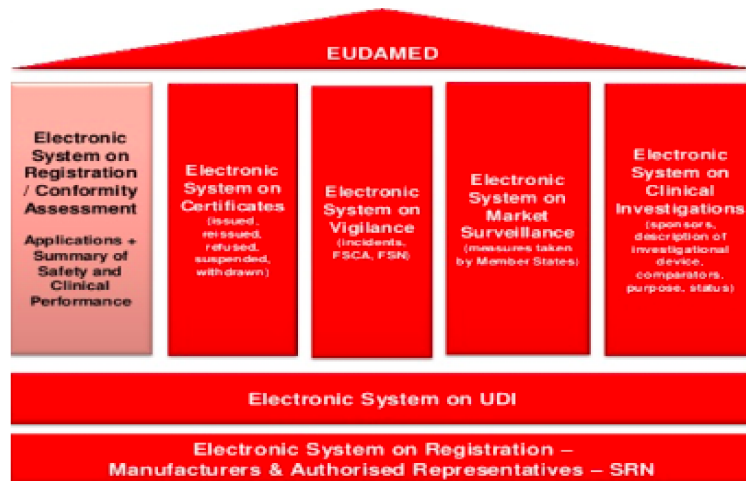 EUDAMED
Electronic
System on
Registration
/ Conformity
Assessment
Applications +
Summary of
Safety and
Clinical
Performance
Electronic
System on
Certificates
(issued,
reissued,
refused,
suspended,
withdrawn)
Electronic
System on
Vigilance
(incidents,
FSCA, FSN)
Electronic
System on
Market
Surveillance
(measures taken
by Member States)
Electronic
System on
Clinical
Investigations
(sponsors,
description of
investigational
device,
comparators,
purpose, status)
Electronic System on UDI
Electronic System on Registration –
Manufacturers & Authorised Representatives – SRN